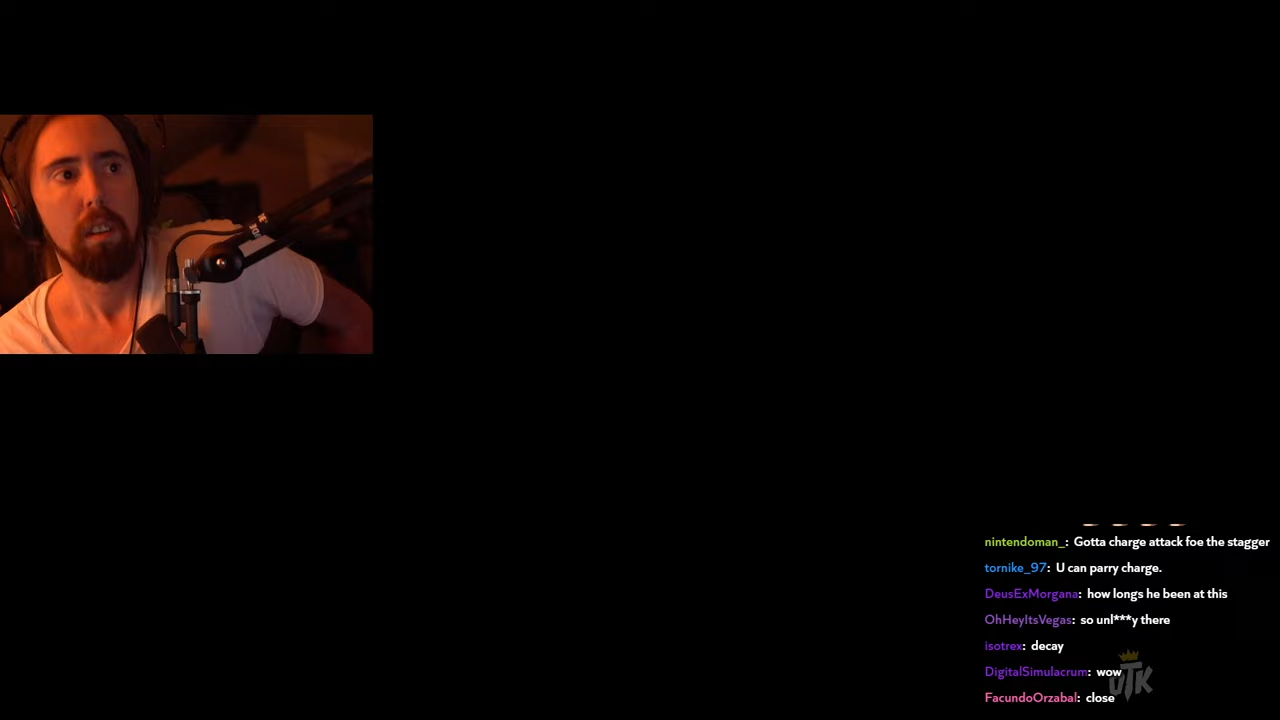 nintendoman_: Gotta charge attack foe the stagger
tornike_97: U can parry charge.
DeusExMorgana: how longs he been at this
OhHeyItsVegas: so unl***y there
isotrex: decay
DigitalSimulacrum: wow
UTK
FacundoOrzabal: close